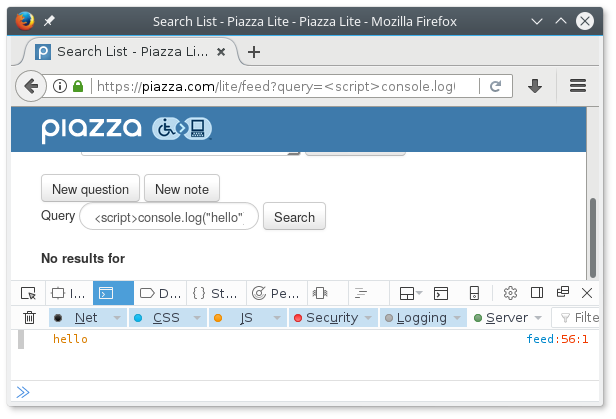 Search List - Piazza Lite - Piazza Lite - Mozilla Firefox
Search List - Piazza Li...
https://piazza.com/lite/feed?query=<script>console.log(
piazza
New question New note
Query <script>console.log("hello" Search
No results for
I... D... St... Pe...
Net CSS JS Security Logging Server Filte
hello feed:56:1